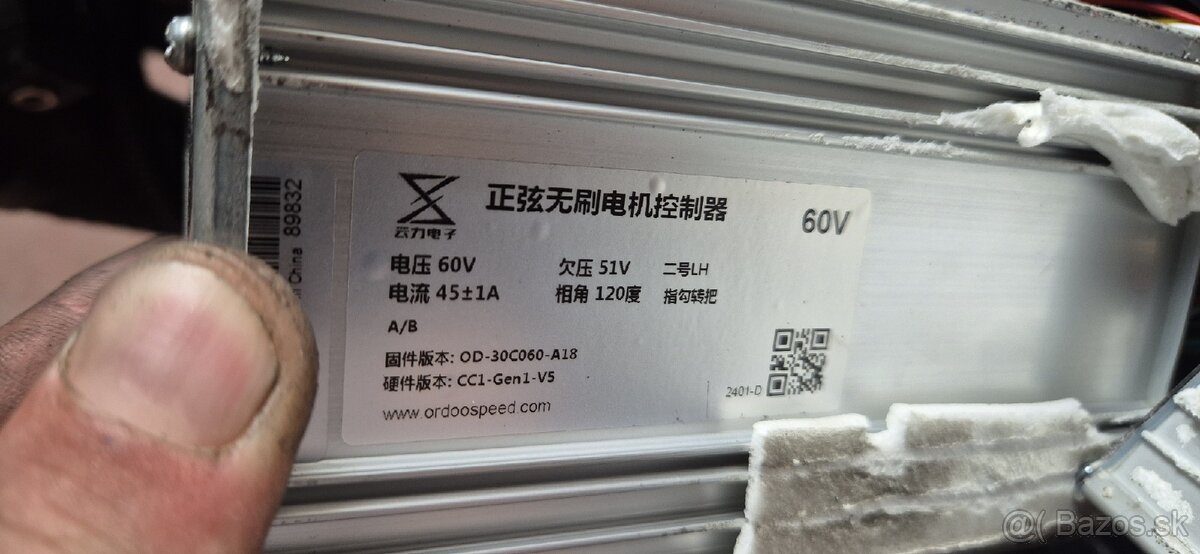 正弦无刷电机控制器
60V
云力电子
电压 60V
欠压 51V
二号LH
电流 45±1A
相角 120度
指勾转把
A/B
固件版本: OD-30C060-A18
硬件版本: CC1-Gen1-V5
2401-D
www.ordoospeed.com
China 89832
@( Bazos.sk